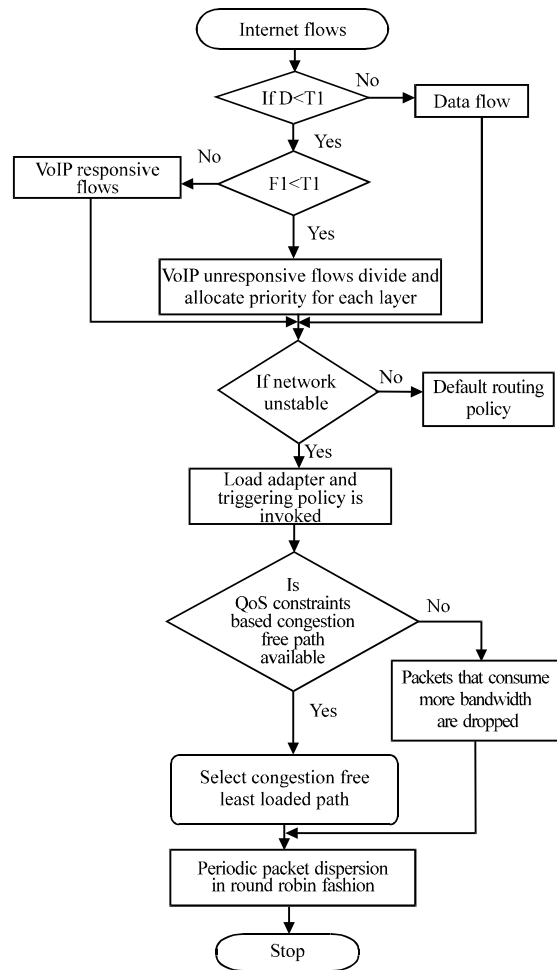 Internet flows
If D<T1
No
Data flow
Yes
No
VoIP responsive
flows
F1<T1
Yes
VoIP unresponsive flows divide and
allocate priority for each layer
If network
unstable
No
Default routing
policy
Yes
Load adapter and
triggering policy is
invoked
Is
QoS constraints
based congestion
free path
available
No
Packets that consume
more bandwidth
are dropped
Yes
Select congestion free
least loaded path
Periodic packet dispersion
in round robin fashion
Stop